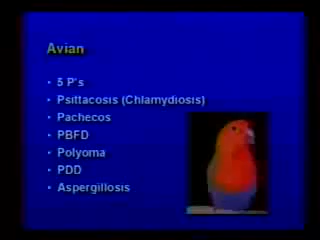 Avian
• 5 P's
• Psittacosis (Chlamydiosis)
• Pachecos
• PBFD
• Polyoma
• PDD
• Aspergillosis